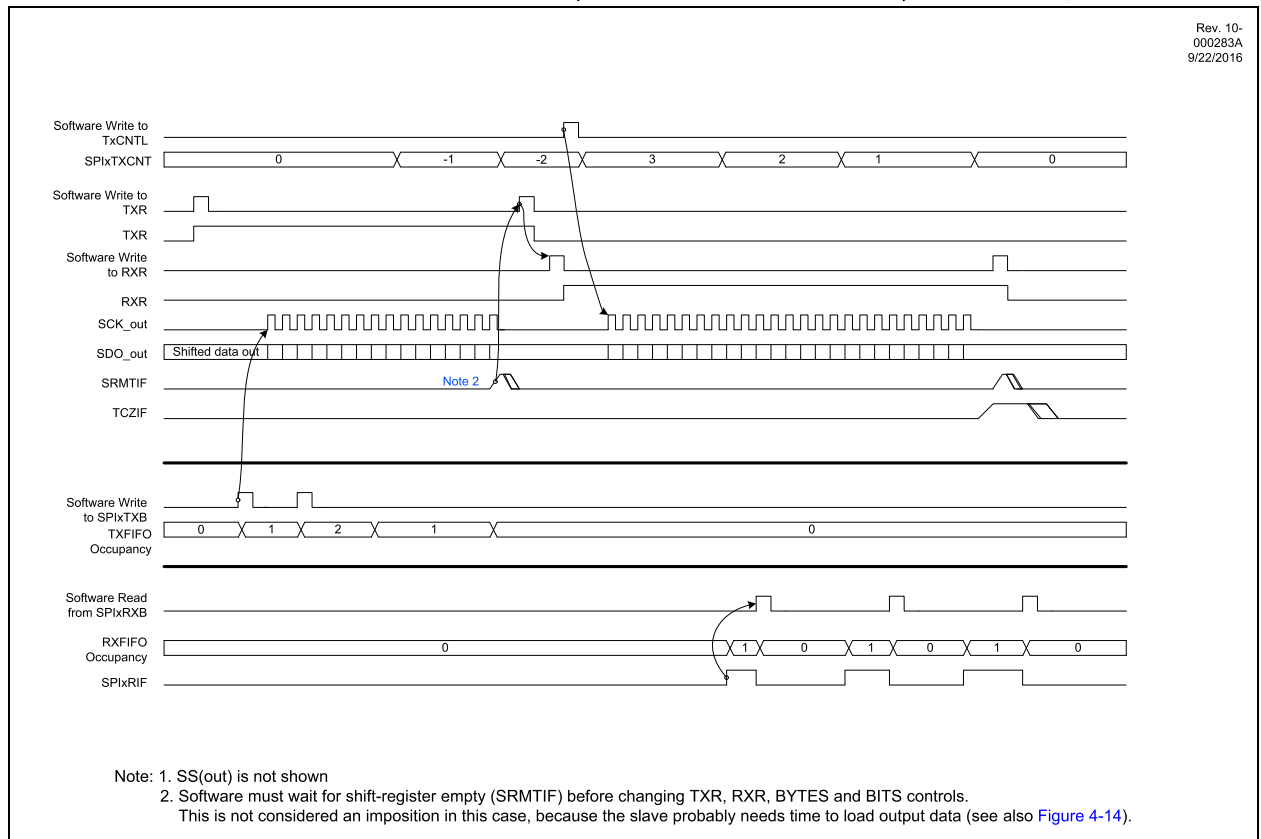 Rev. 10-
000283A
9/22/2016
Software Write to
TxCNTL
SPIxTXCNT 0 -1 -2 3 2 1 0
Software Write to
TXR
TXR
Software Write
to RXR
RXR
SCK_out
SDO_out Shifted data out
SRMTIF Note 2
TCZIF
Software Write
to SPIxTXB
TXFIFO 0 1 2 1 0
Occupancy
Software Read
from SPIxRXB
RXFIFO 0 1 0 1 0 1 0
Occupancy
SPIxRIF
Note: 1. SS(out) is not shown
2. Software must wait for shift-register empty (SRMTIF) before changing TXR, RXR, BYTES and BITS controls.
This is not considered an imposition in this case, because the slave probably needs time to load output data (see also Figure 4-14).